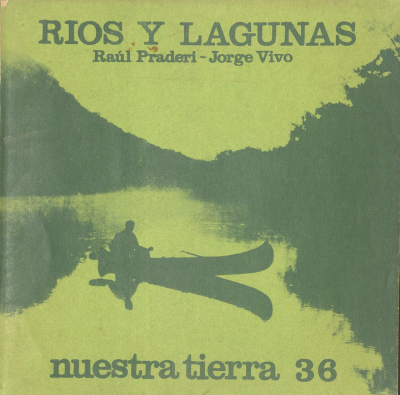 RIOS Y LAGUNAS
Raúl Praderi ~ Jorge Vivo
nuestra tierra 36